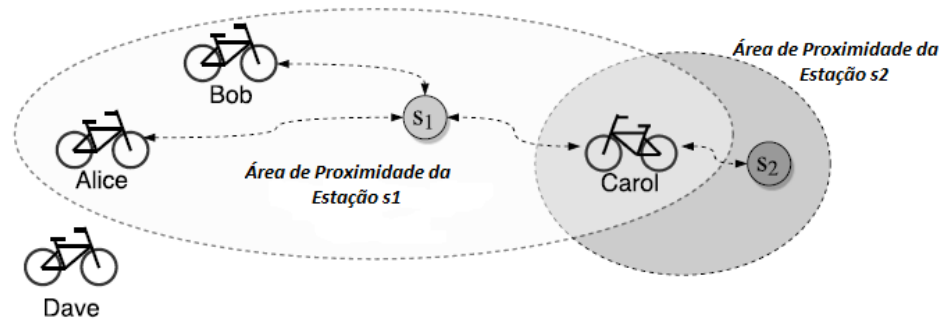 Área de Proximidade da
Estação s2
Bob
s1
Alice
Área de Proximidade da
Estação s1
Carol
s2
Dave